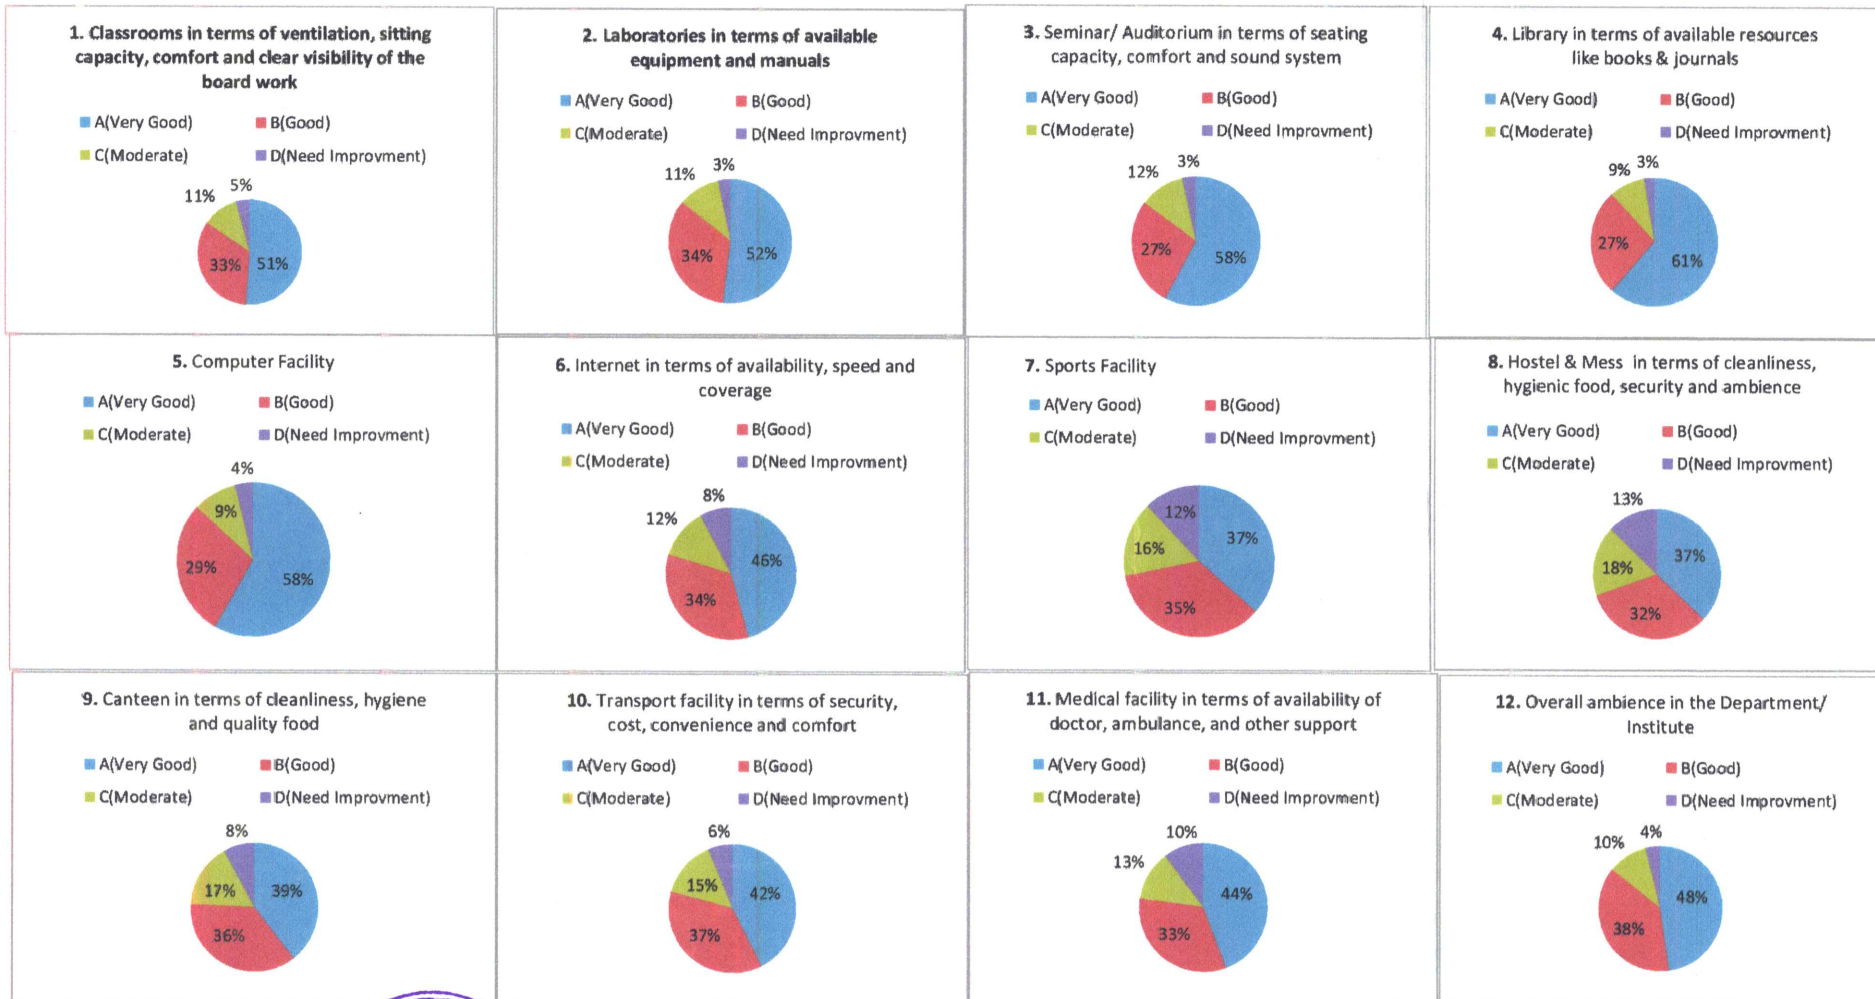 1. Classrooms in terms of ventilation, sitting
capacity, comfort and clear visibility of the
board work
A(Very Good) B(Good)
C(Moderate) D(Need Improvment)
5%
11%
33% 51%
2. Laboratories in terms of available
equipment and manuals
A(Very Good) B(Good)
C(Moderate) D(Need Improvment)
11% 3%
34% 52%
3. Seminar/ Auditorium in terms of seating
capacity, comfort and sound system
A(Very Good) B(Good)
C(Moderate) D(Need Improvment)
12% 3%
27% 58%
4. Library in terms of available resources
like books & journals
A(Very Good) B(Good)
C(Moderate) D(Need Improvment)
9% 3%
27% 61%
5. Computer Facility
A(Very Good) B(Good)
C(Moderate) D(Need Improvment)
4%
9%
29% 58%
6. Internet in terms of availability, speed and
coverage
A(Very Good) B(Good)
C(Moderate) D(Need Improvment)
8%
12%
46%
34%
7. Sports Facility
A(Very Good) B(Good)
C(Moderate) D(Need Improvment)
12%
37%
16%
35%
8. Hostel & Mess in terms of cleanliness,
hygienic food, security and ambience
A(Very Good) B(Good)
C(Moderate) D(Need Improvment)
13%
37%
18%
32%
9. Canteen in terms of cleanliness, hygiene
and quality food
A(Very Good) B(Good)
C(Moderate) D(Need Improvment)
8%
17% 39%
36%
10. Transport facility in terms of security,
cost, convenience and comfort
A(Very Good) B(Good)
C(Moderate) D(Need Improvment)
6%
15% 42%
37%
11. Medical facility in terms of availability of
doctor, ambulance, and other support
A(Very Good) B(Good)
C(Moderate) D(Need Improvment)
10%
13%
44%
33%
12. Overall ambience in the Department/
Institute
A(Very Good) B(Good)
C(Moderate) D(Need Improvment)
4%
10%
48%
38%